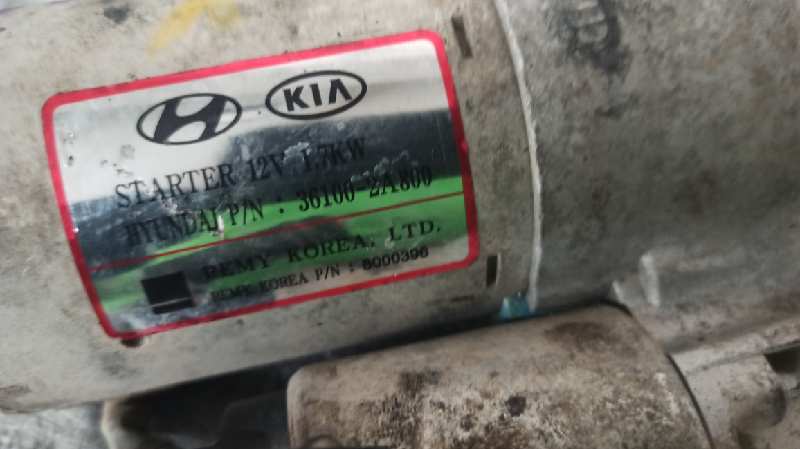 KIA
STARTER 12V 1.7KW
HYUNDAI P/N : 36100-2A800
REMY KOREA, LTD.
REMY KOREA P/N : 8000396